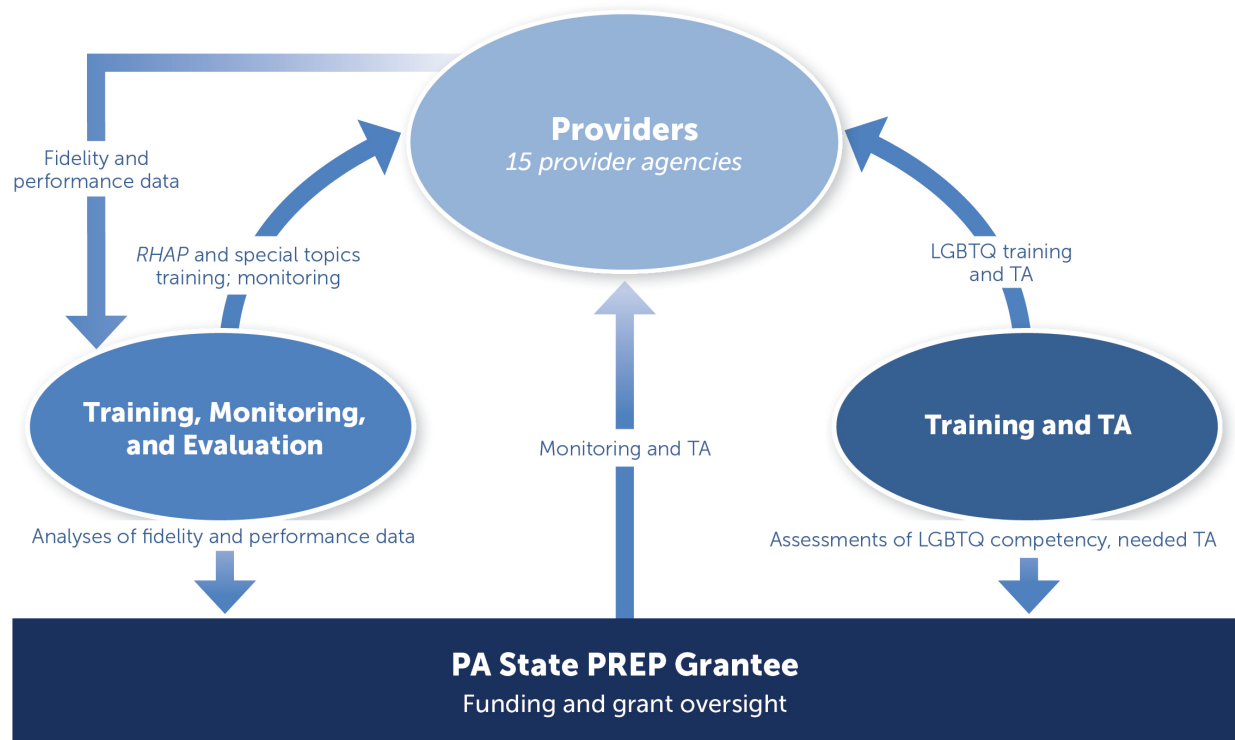 Providers
15 provider agencies
Fidelity and
performance data
RHAP and special topics
training; monitoring
LGBTQ training
and TA
Training, Monitoring,
and Evaluation
Monitoring and TA
Training and TA
Analyses of fidelity and performance data
Assessments of LGBTQ competency, needed TA
PA State PREP Grantee
Funding and grant oversight